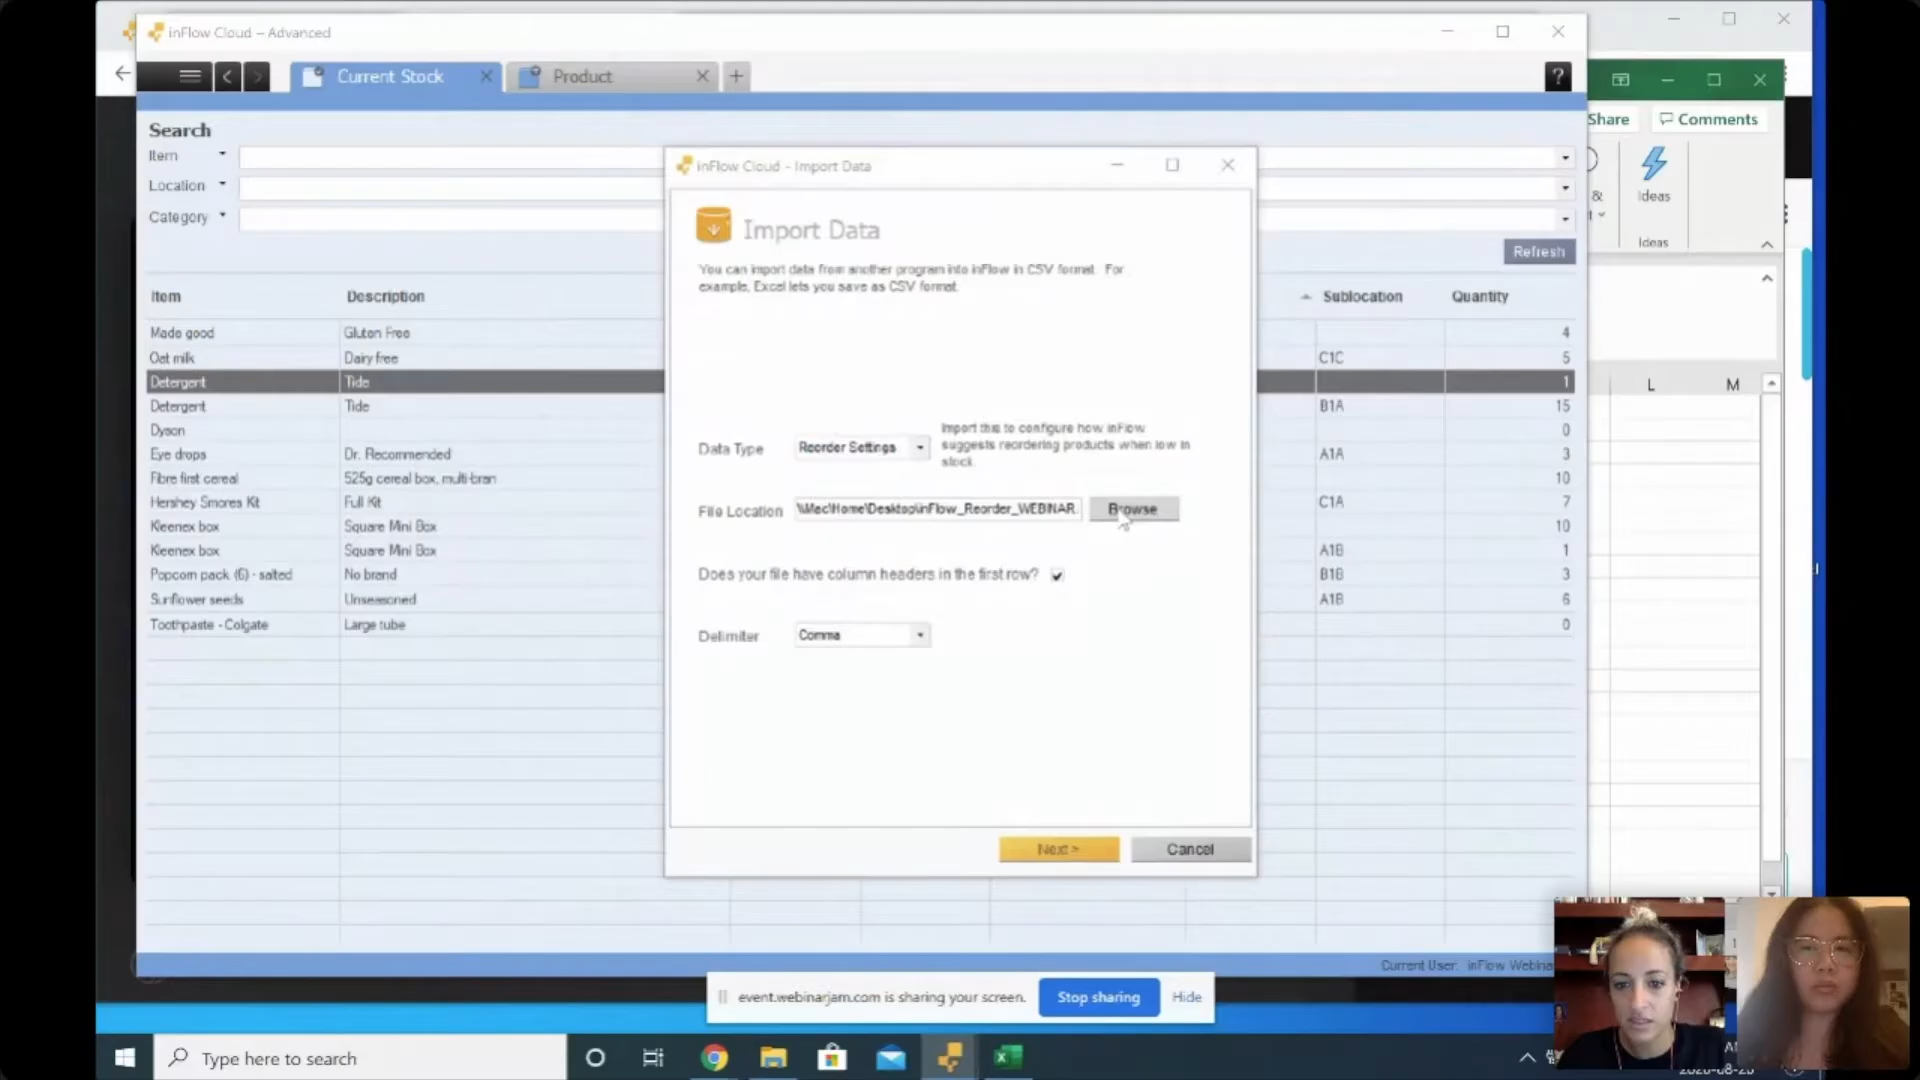 inFlow Cloud – Advanced
Current Stock
Product
?
Search
Item
Location
Category
Refresh
Item Description Sublocation Quantity
Made good Gluten Free 4
Oat milk Dairy free C1C 5
Detergent Tide 1
Detergent Tide B1A 15
Dyson 0
Eye drops Dr. Recommended A1A 3
Fibre first cereal 525g cereal box, multi-bran 10
Hershey Smores Kit Full Kit C1A 7
Keenex box Square Mini Box 10
Keenex box Square Mini Box A1B 1
Popcorn pack (6) - salted No brand B1B 3
Sunflower seeds Unseasoned A1B 6
Toothpaste - Colgate Large tube 0
inFlow Cloud - Import Data
Import Data
You can import data from another program into inFlow in CSV format. For
example, Excel lets you save as CSV format.
Data Type Reorder Settings
Import this to configure how inFlow
suggests reordering products when low in
stock.
File Location \\Mac\Home\Desktop\inFlow_Reorder_WEBINAR. Browse
Does your file have column headers in the first row?
Delimiter Comma
Next > Cancel
Share Comments
&
Ideas
Ideas
L M
Current User: inFlow Webina
event.webinarjam.com is sharing your screen. Stop sharing Hide
Type here to search